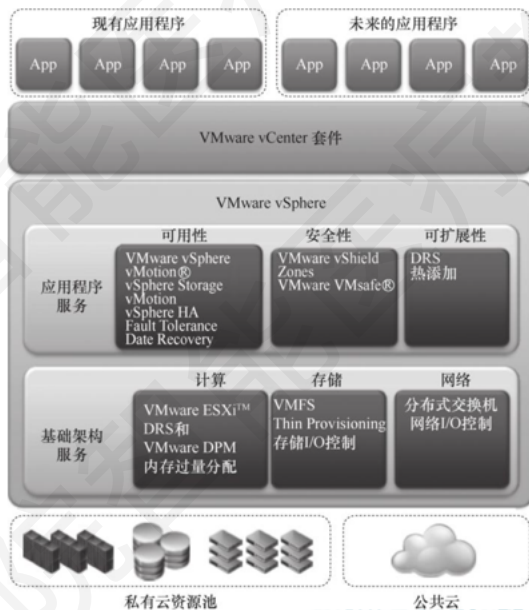 现有应用程序
未来的应用程序
App App App App
App App App App
VMware vCenter 套件
VMware vSphere
可用性
安全性
可扩展性
应用程序
服务
VMware vSphere
vMotion®
vSphere Storage
vMotion
vSphere HA
Fault Tolerance
Date Recovery
VMware vShield
Zones
VMware VMsafe®
DRS
热添加
计算
存储
网络
基础架构
服务
VMware ESXi™
DRS和
VMware DPM
内存过量分配
VMFS
Thin Provisioning
存储I/O控制
分布式交换机
网络I/O控制
私有云资源池
公共云